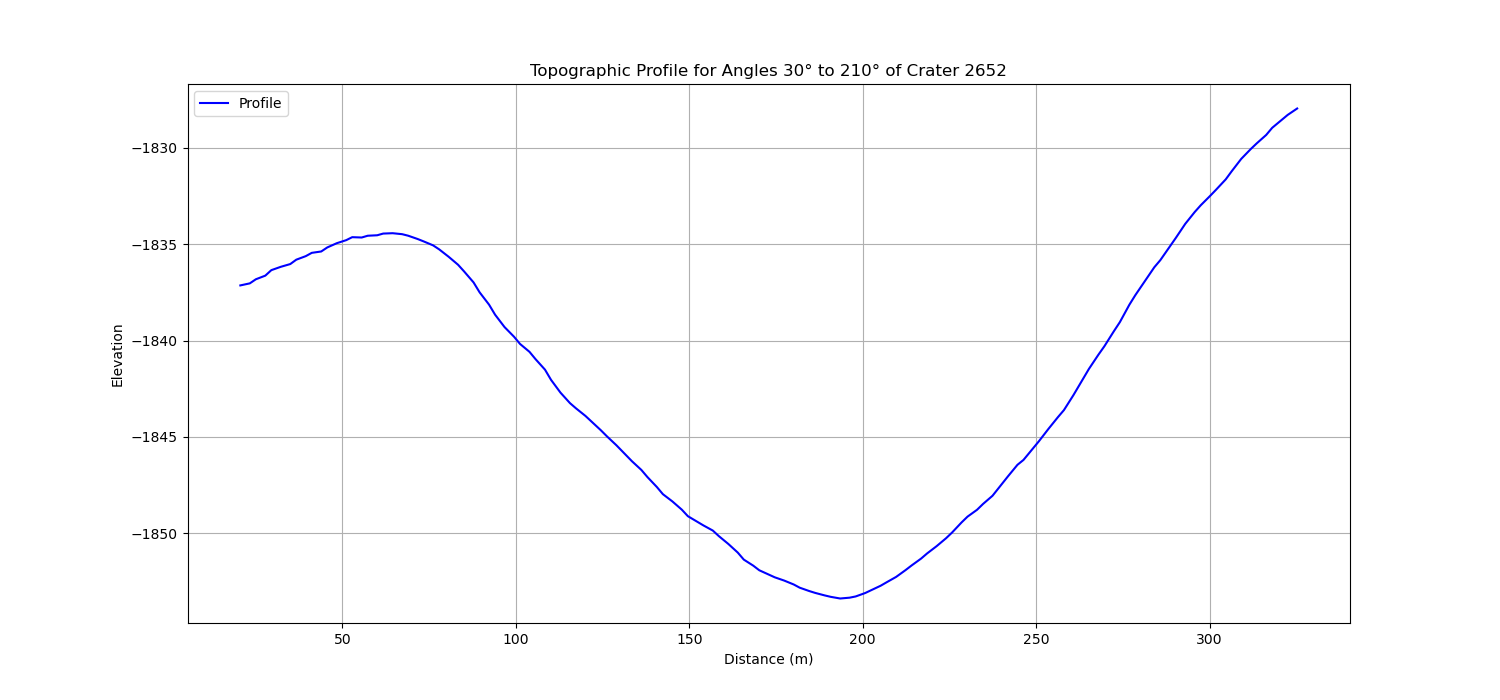 Topographic Profile for Angles 30° to 210° of Crater 2652
Profile
−1830
−1835
−1840
−1845
−1850
Elevation
50 100 150 200 250 300
Distance (m)